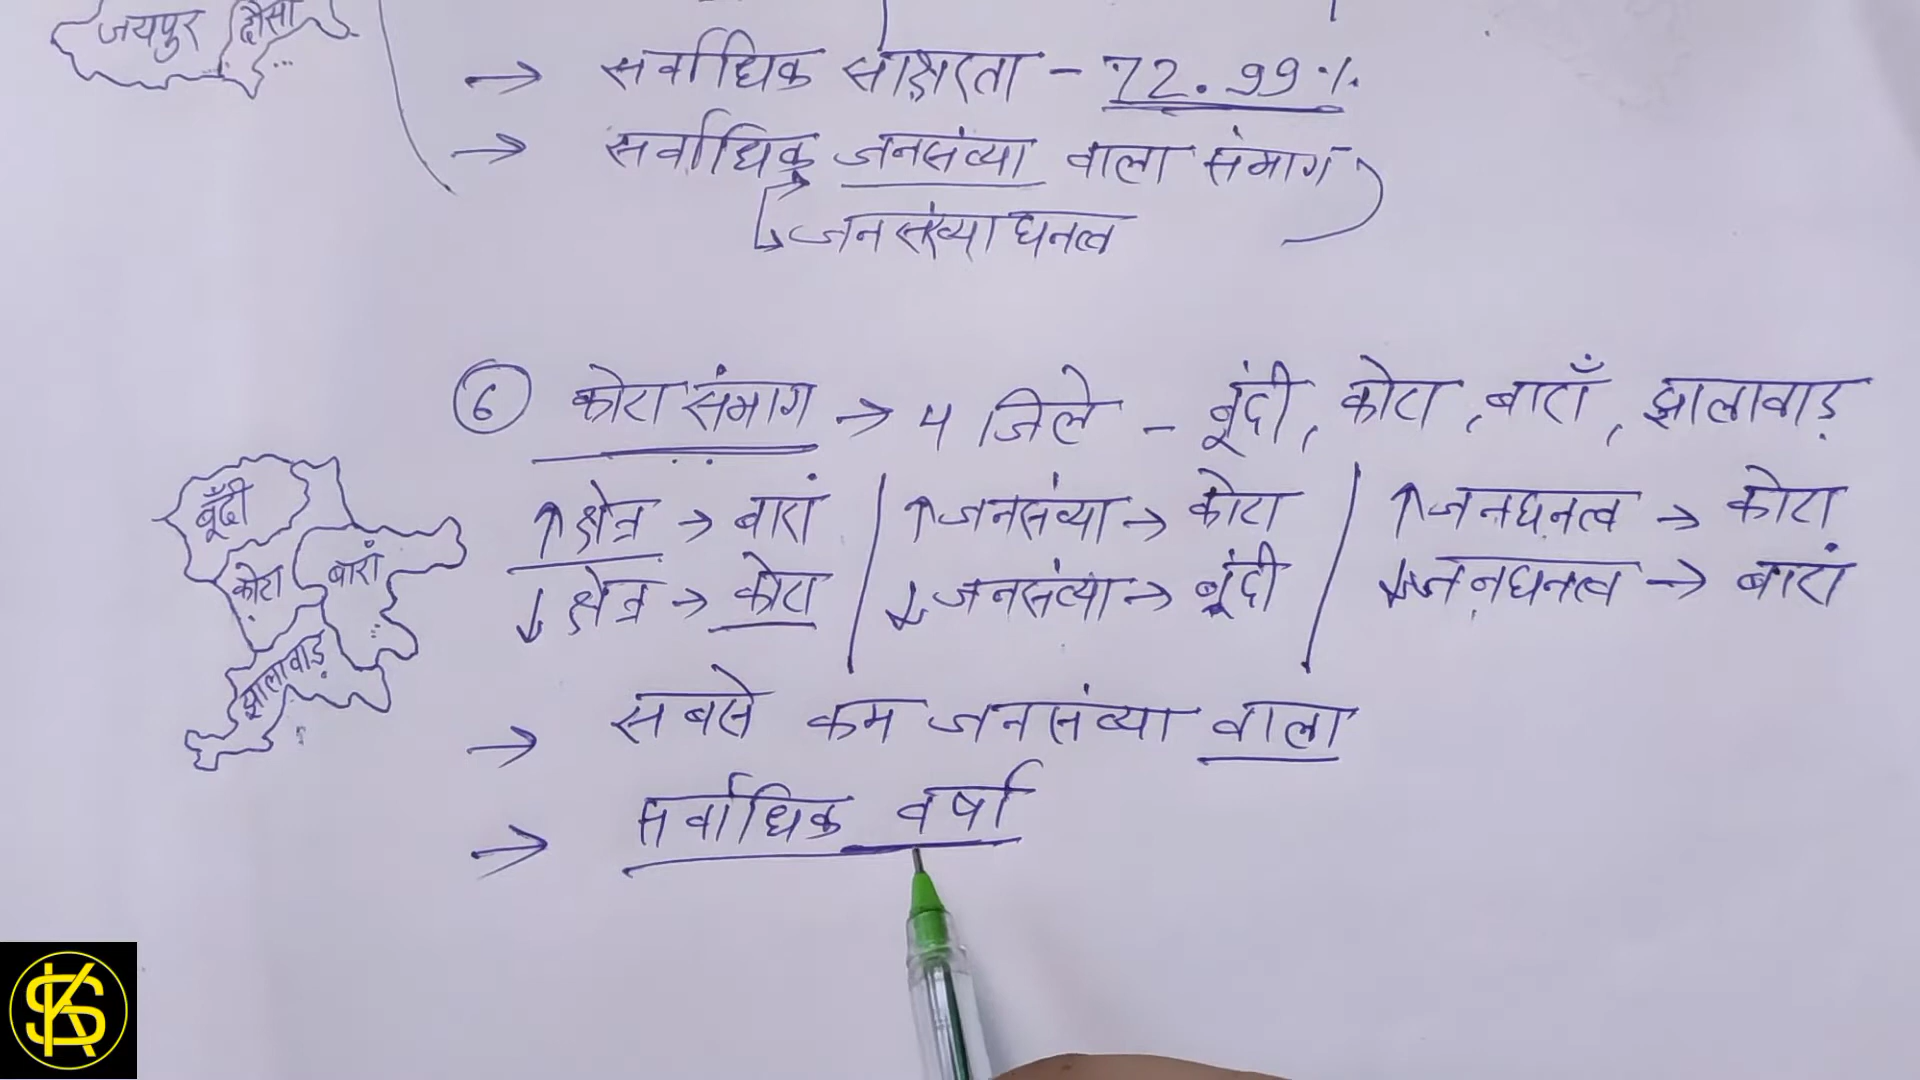 जयपुर दौसा
→ सर्वाधिक साक्षरता - 72.99%
→ सर्वाधिक जनसंख्या वाला संभाग
↳ जनसंख्या घनत्व
6 कोटा संभाग → 4 जिले - बूंदी, कोटा, बाराँ, झालावाड़
↑ क्षेत्र → बारां | ↑ जनसंख्या → कोटा | ↑ जनघनत्व → कोटा
↓ क्षेत्र → कोटा | ↓ जनसंख्या → बूंदी | ↓ जनघनत्व → बारां
बूँदी
कोटा बारां
झालावाड़
→ सबसे कम जनसंख्या वाला
→ सर्वाधिक वर्षा
KS